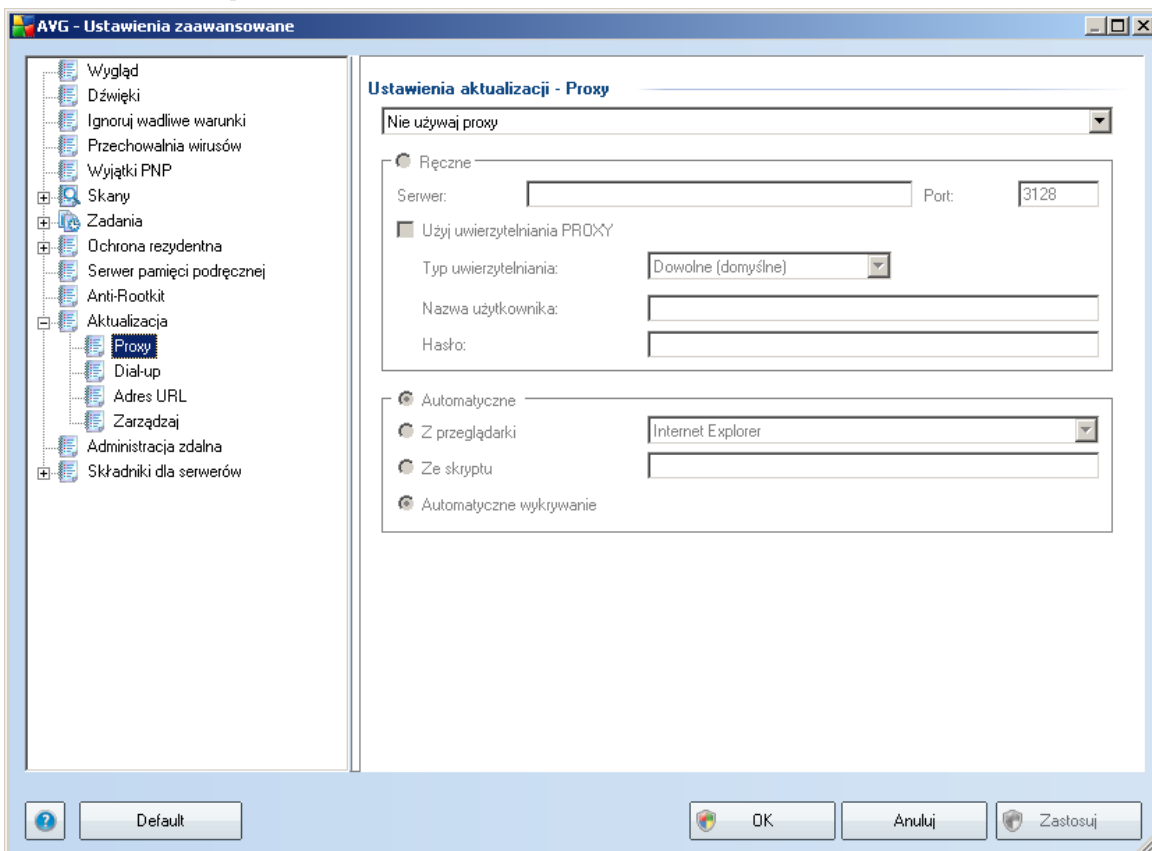 AVG - Ustawienia zaawansowane
Wygląd
Dźwięki
Ignoruj wadliwe warunki
Przechowalnia wirusów
Wyjątki PNP
Skany
Zadania
Ochrona rezydentna
Serwer pamięci podręcznej
Anti-Rootkit
Aktualizacja
Proxy
Dial-up
Adres URL
Zarządzaj
Administracja zdalna
Składniki dla serwerów
Ustawienia aktualizacji - Proxy
Nie używaj proxy
Ręczne
Serwer: Port: 3128
Użyj uwierzytelniania PROXY
Typ uwierzytelniania: Dowolne (domyślne)
Nazwa użytkownika:
Hasło:
Automatyczne
Z przeglądarki Internet Explorer
Ze skryptu
Automatyczne wykrywanie
? Default OK Anuluj Zastosuj